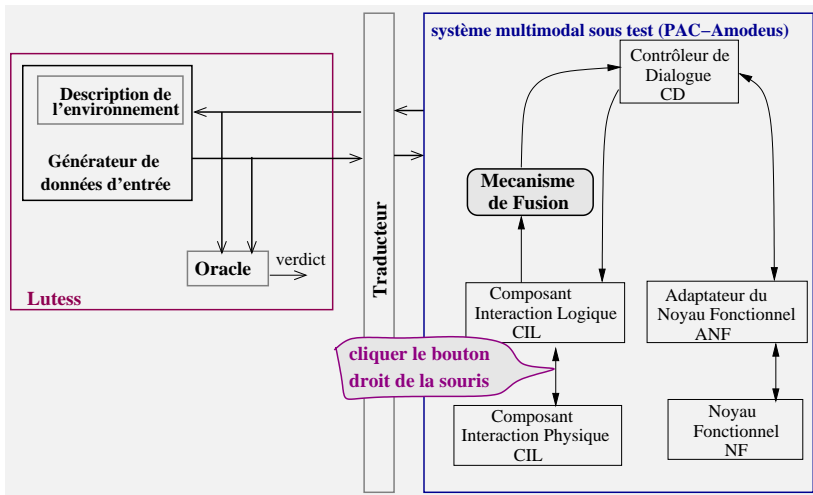 système multimodal sous test (PAC−Amodeus)
Description de
l'environnement
Générateur de
données d'entrée
Oracle
verdict
Lutess
Traducteur
Contrôleur de
Dialogue
CD
Mecanisme
de Fusion
Composant
Interaction Logique
CIL
Adaptateur du
Noyau Fonctionnel
ANF
cliquer le bouton
droit de la souris
Composant
Interaction Physique
CIL
Noyau
Fonctionnel
NF